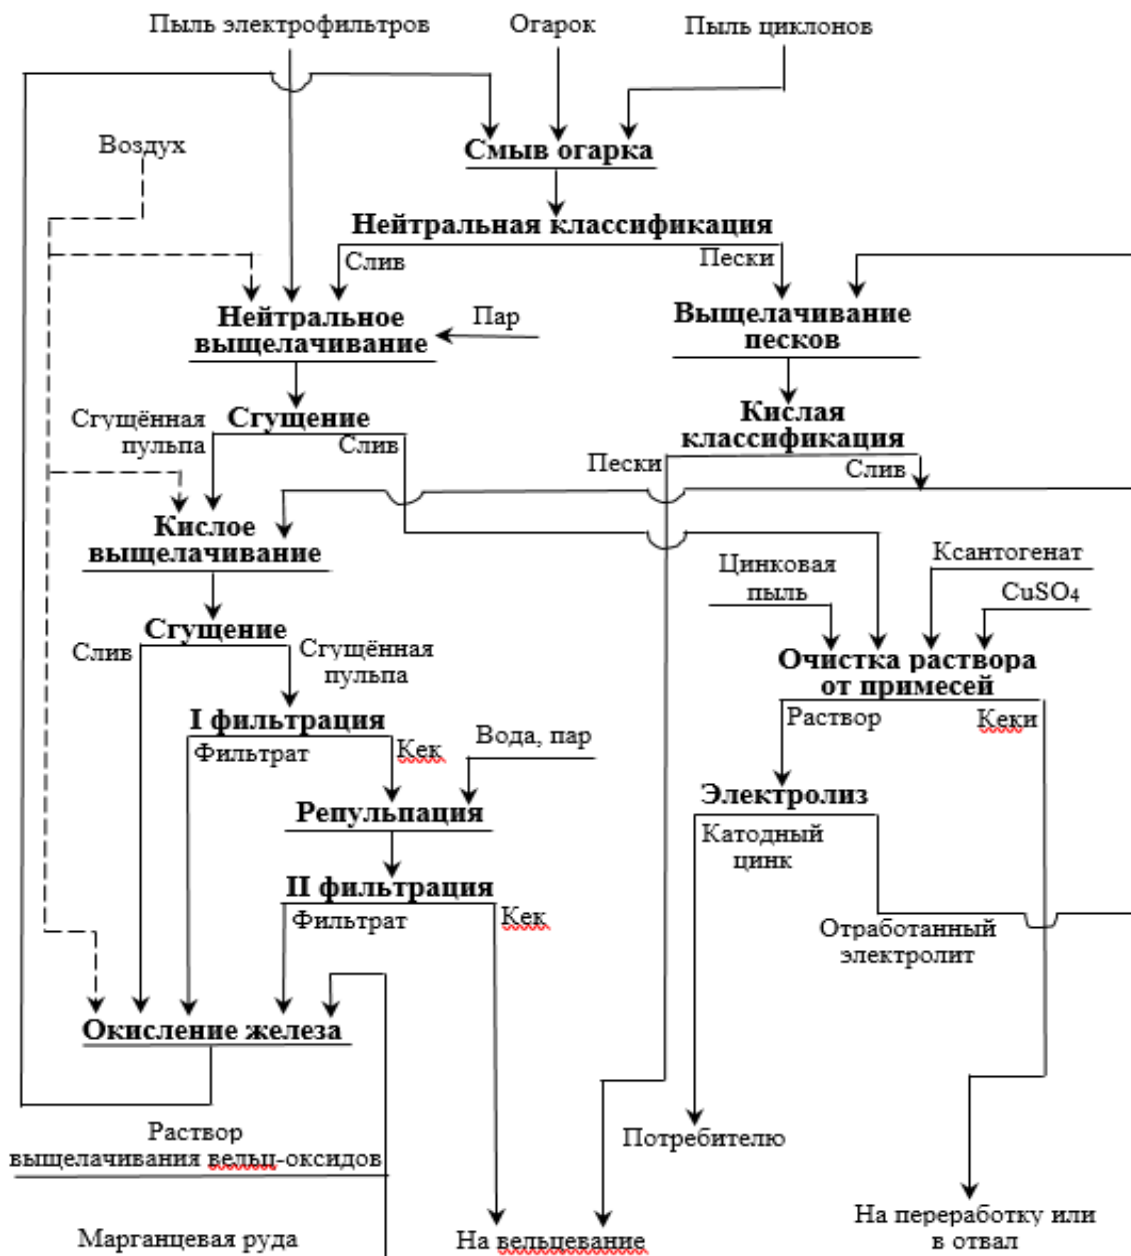 Пыль электрофильтров
Огарок
Пыль циклонов
Воздух
Смыв огарка
Нейтральная классификация
Слив
Пески
Нейтральное
выщелачивание
Пар
Выщелачивание
песков
Сгущённая
пульпа
Сгущение
Слив
Кислая
классификация
Пески
Слив
Кислое
выщелачивание
Ксантогенат
Цинковая
пыль
CuSO4
Сгущение
Слив
Сгущённая
пульпа
Очистка раствора
от примесей
I фильтрация
Раствор
Кеки
Фильтрат
Кек
Вода, пар
Электролиз
Репульпация
Катодный
цинк
II фильтрация
Фильтрат
Кек
Отработанный
электролит
Окисление железа
Раствор
выщелачивания вельц-оксидов
Потребителю
Марганцевая руда
На вельцевание
На переработку или
в отвал